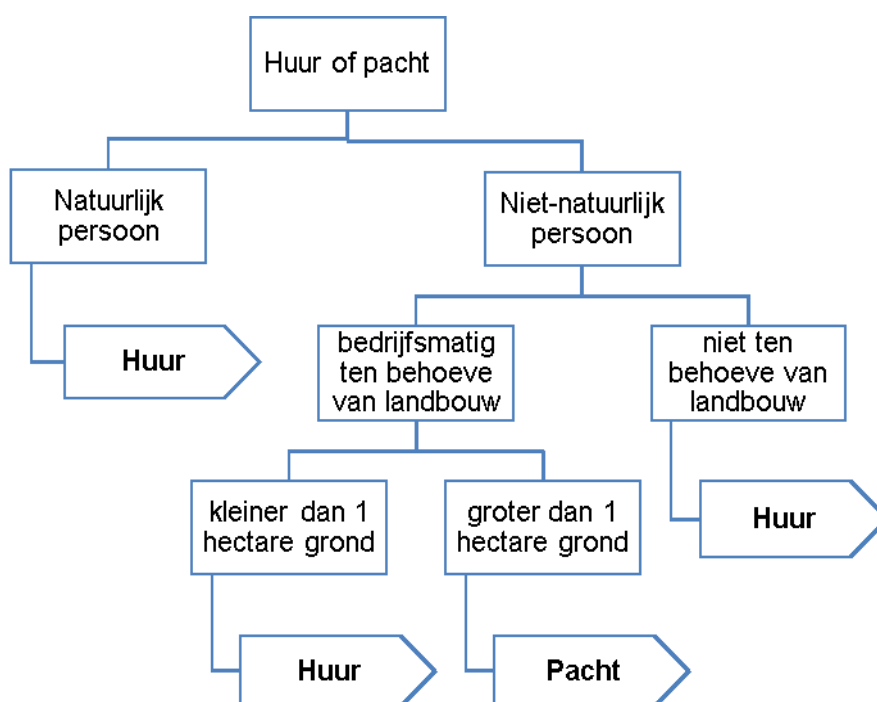 Huur of pacht
Natuurlijk
persoon
Niet-natuurlijk
persoon
Huur
bedrijfsmatig
ten behoeve
van landbouw
niet ten
behoeve van
landbouw
kleiner dan 1
hectare grond
groter dan 1
hectare grond
Huur
Huur
Pacht